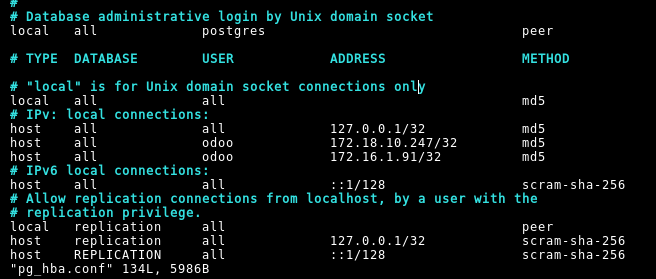 #
# Database administrative login by Unix domain socket
local   all             postgres                                peer
# TYPE  DATABASE        USER            ADDRESS                 METHOD
# "local" is for Unix domain socket connections only
local   all             all                                     md5
# IPv: local connections:
host    all             all             127.0.0.1/32            md5
host    all             odoo            172.18.10.247/32        md5
host    all             odoo            172.16.1.91/32          md5
# IPv6 local connections:
host    all             all             ::1/128                 scram-sha-256
# Allow replication connections from localhost, by a user with the
# replication privilege.
local   replication     all                                     peer
host    replication     all             127.0.0.1/32            scram-sha-256
host    REPLICATION     all             ::1/128                 scram-sha-256
"pg_hba.conf" 134L, 5986B